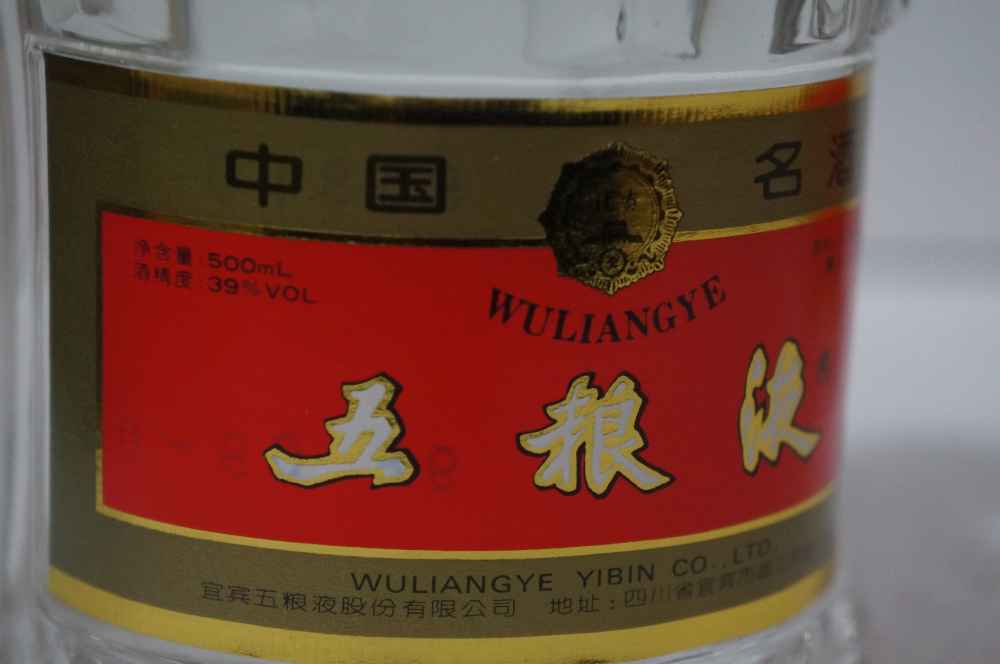 中国 名酒
净含量:500mL
酒精度:39%VOL
WULIANGYE
五粮液
WULIANGYE YIBIN CO.,LTD.
宜宾五粮液股份有限公司 地址:四川省宜宾市